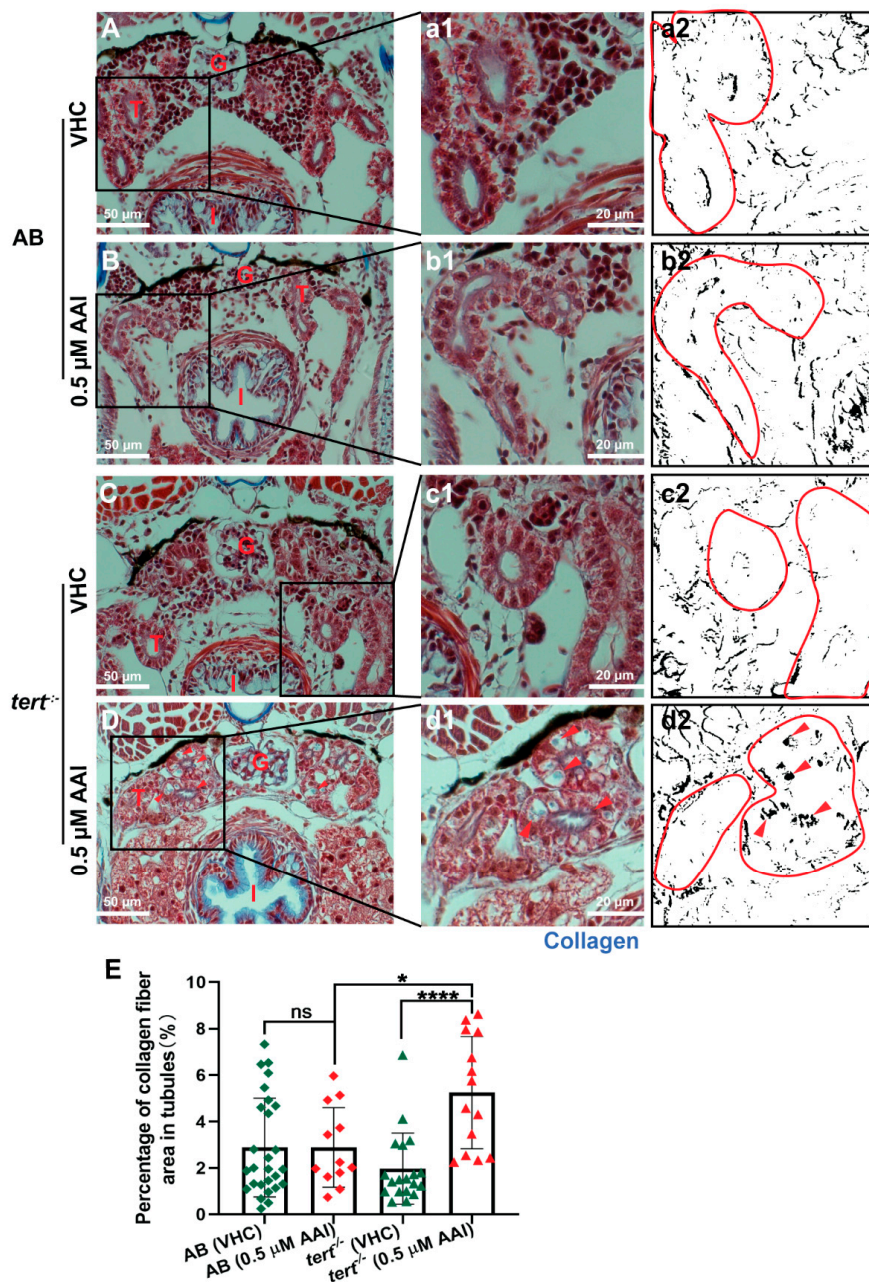 A
G
T
I
50 μm
a1
20 μm
a2
VHC
AB
B
G
T
I
50 μm
b1
20 μm
b2
0.5 μM AAI
C
G
T
I
50 μm
c1
20 μm
c2
VHC
tert-/-
D
G
T
I
50 μm
d1
20 μm
d2
0.5 μM AAI
Collagen
E
Percentage of collagen fiber
area in tubules (%)
10
8
6
4
2
0
ns
*
****
AB (VHC)
AB (0.5 μM AAI)
tert-/- (VHC)
tert-/- (0.5 μM AAI)